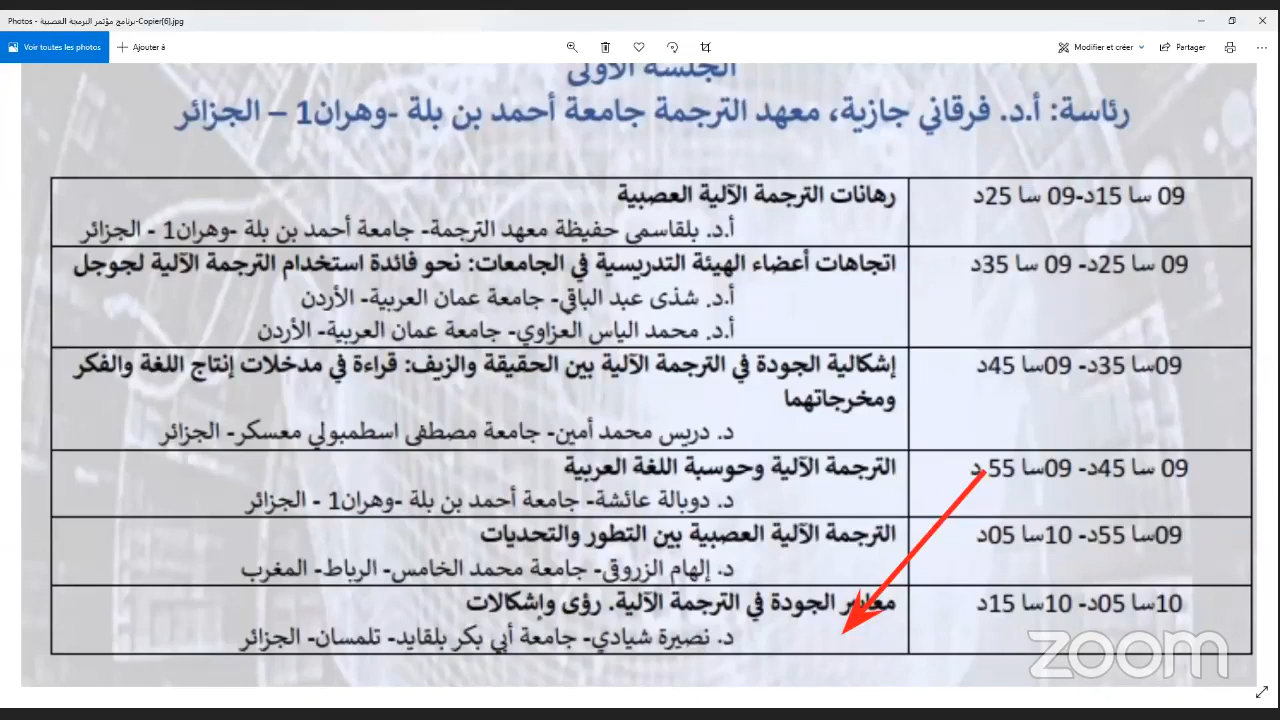 Photos - برنامج مؤتمر البرمجة العصبية-Copier[6].jpg
Voir toutes les photos
Ajouter à
Modifier et créer
Partager
الجلسة الأولى
رئاسة: أ.د. فرقاني جازية، معهد الترجمة جامعة أحمد بن بلة -وهران1 – الجزائر
09 سا 15د-09 سا 25د
رهانات الترجمة الآلية العصبية
أ.د. بلقاسمي حفيظة معهد الترجمة- جامعة أحمد بن بلة -وهران1 - الجزائر
09 سا 25د- 09 سا 35د
اتجاهات أعضاء الهيئة التدريسية في الجامعات: نحو فائدة استخدام الترجمة الآلية لجوجل
أ.د. شذى عبد الباقي- جامعة عمان العربية- الأردن
أ.د. محمد الياس العزاوي- جامعة عمان العربية- الأردن
09سا 35د- 09سا 45د
إشكالية الجودة في الترجمة الآلية بين الحقيقة والزيف: قراءة في مدخلات إنتاج اللغة والفكر
ومخرجاتهما
د. دريس محمد أمين- جامعة مصطفى اسطمبولي معسكر- الجزائر
09 سا 45د- 09سا 55 د
الترجمة الآلية وحوسبة اللغة العربية
د. دوبالة عائشة- جامعة أحمد بن بلة -وهران1 - الجزائر
09سا 55د- 10سا 05د
الترجمة الآلية العصبية بين التطور والتحديات
د. إلهام الزروقي- جامعة محمد الخامس- الرباط- المغرب
10سا 05د- 10سا 15د
معايير الجودة في الترجمة الآلية. رؤى وإشكالات
د. نصيرة شيادي- جامعة أبي بكر بلقايد- تلمسان- الجزائر
zoom